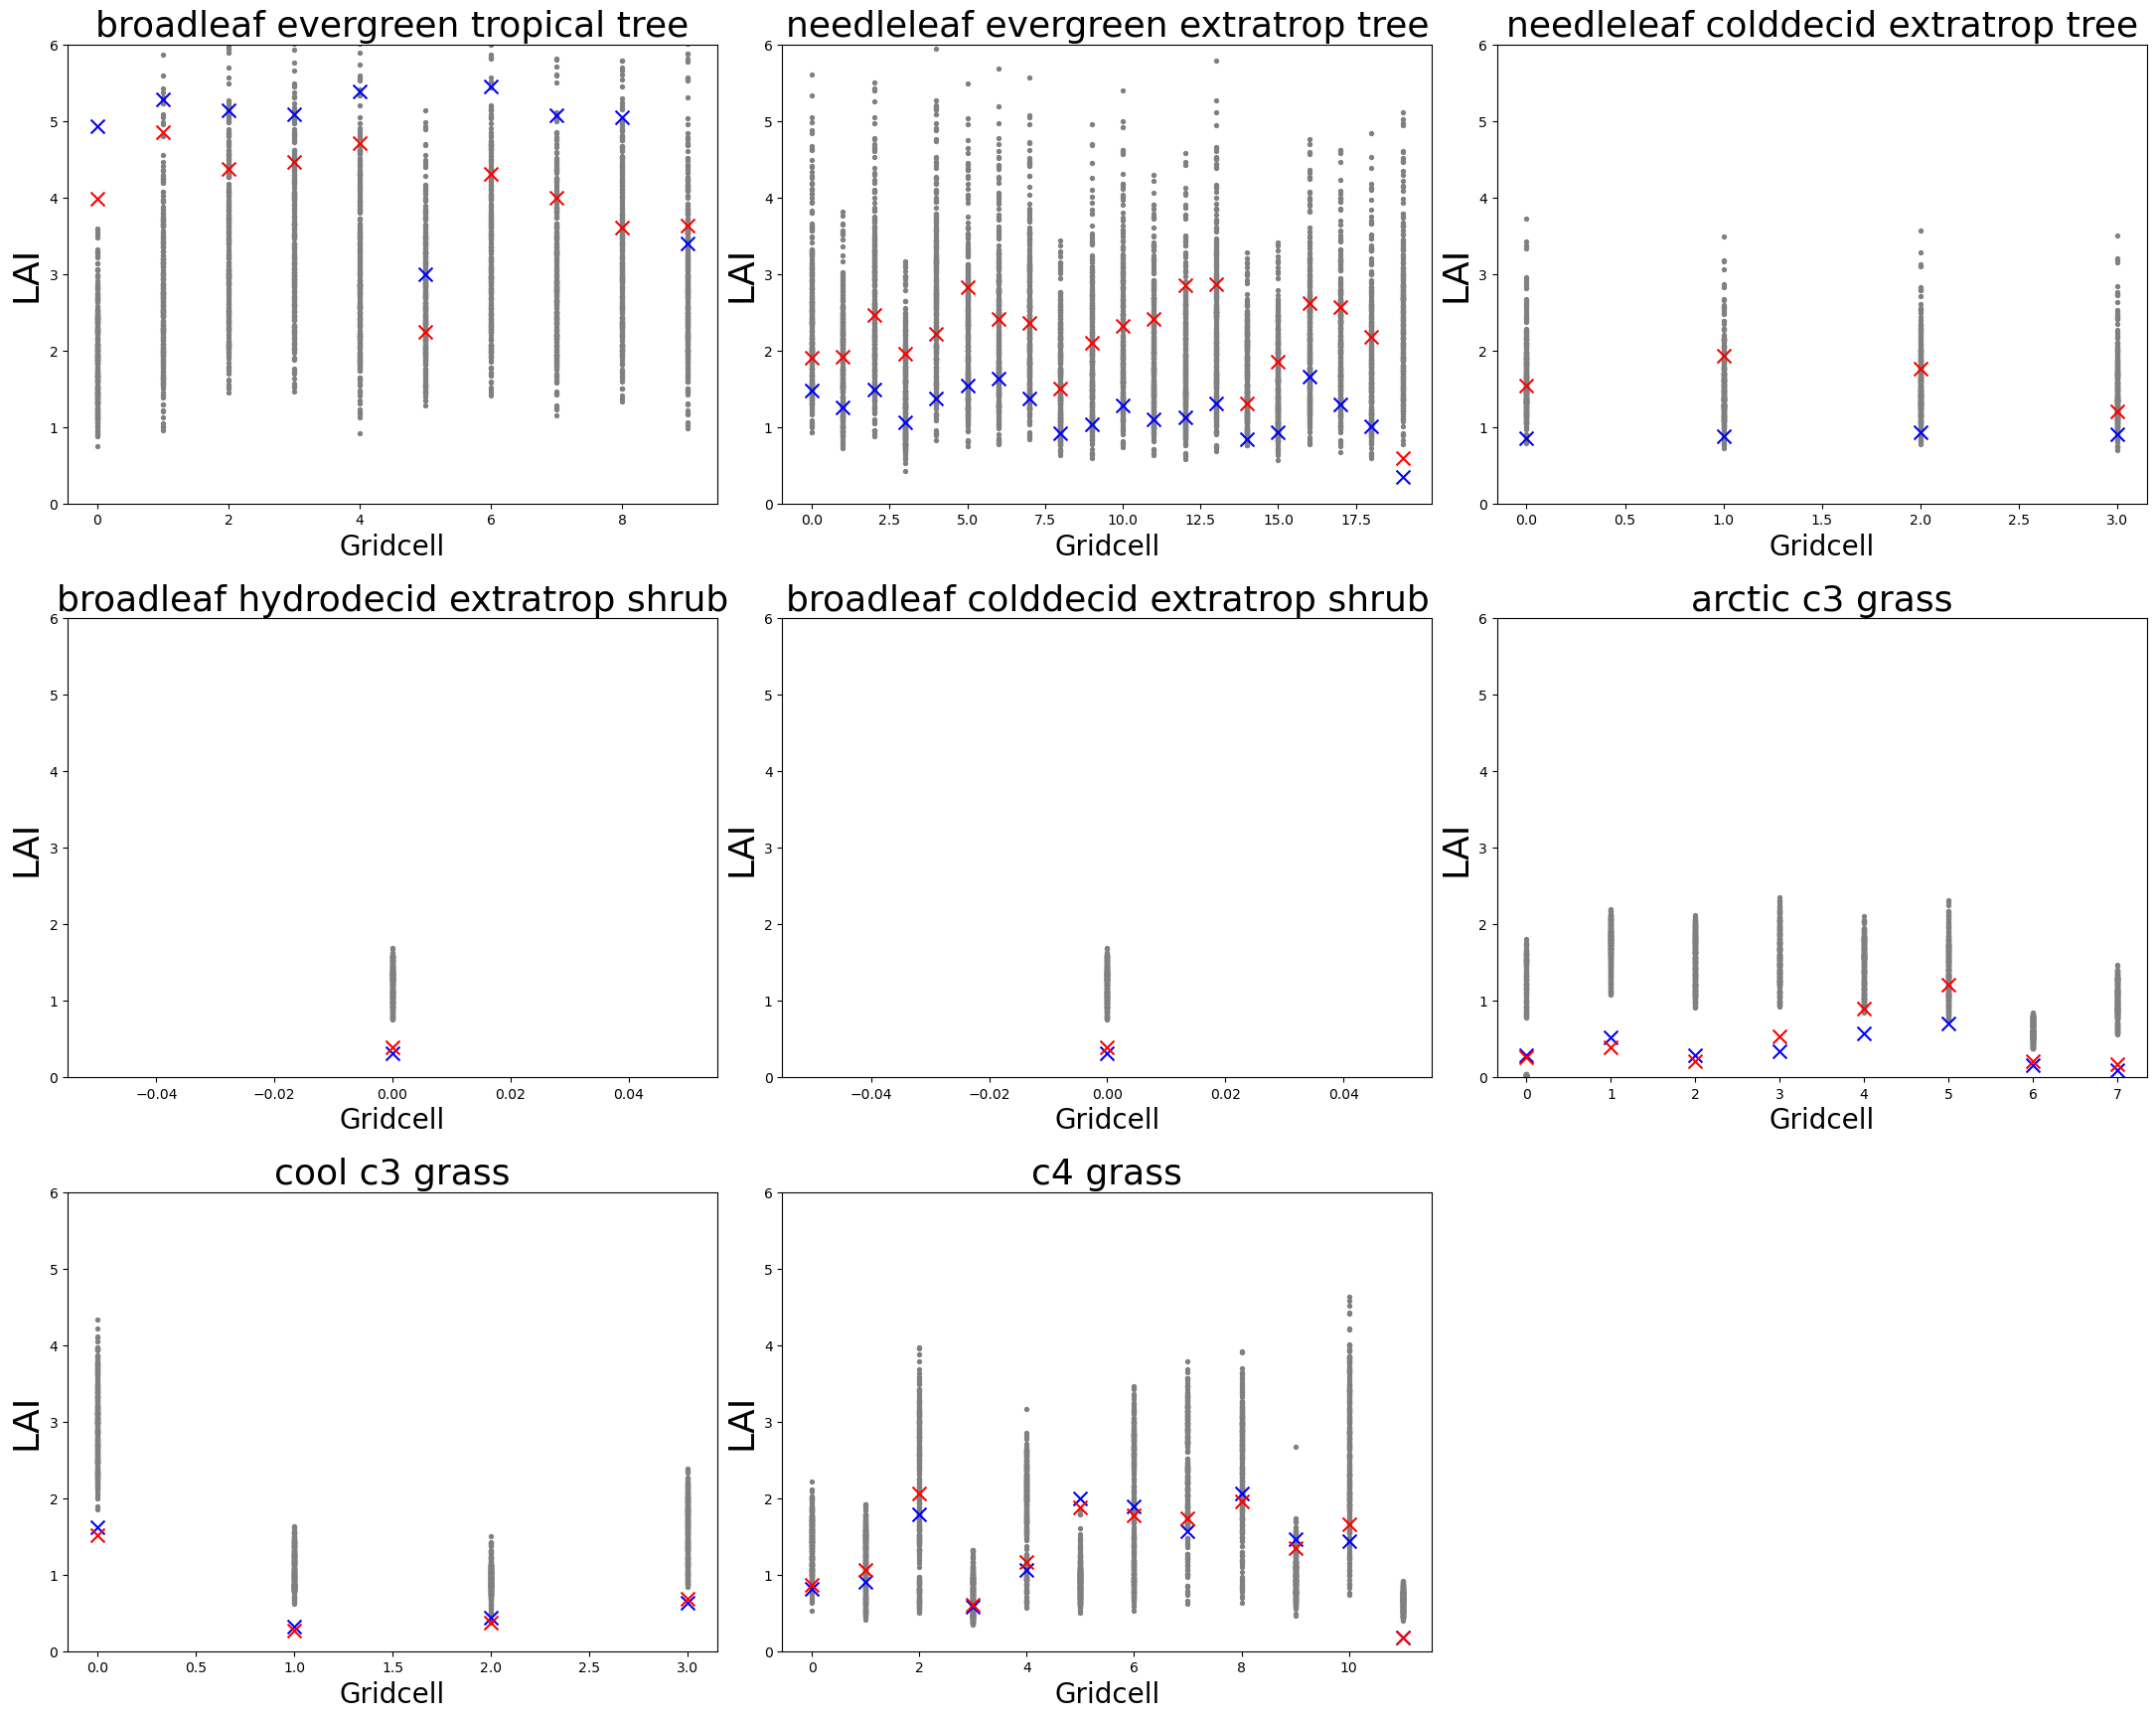 broadleaf evergreen tropical tree
6
5
4
3
2
1
0
LAI
0 2 4 6 8
Gridcell
needleleaf evergreen extratrop tree
6
5
4
3
2
1
0
LAI
0.0 2.5 5.0 7.5 10.0 12.5 15.0 17.5
Gridcell
needleleaf colddecid extratrop tree
6
5
4
3
2
1
0
LAI
0.0 0.5 1.0 1.5 2.0 2.5 3.0
Gridcell
broadleaf hydrodecid extratrop shrub
6
5
4
3
2
1
0
LAI
−0.04 −0.02 0.00 0.02 0.04
Gridcell
broadleaf colddecid extratrop shrub
6
5
4
3
2
1
0
LAI
−0.04 −0.02 0.00 0.02 0.04
Gridcell
arctic c3 grass
6
5
4
3
2
1
0
LAI
0 1 2 3 4 5 6 7
Gridcell
cool c3 grass
6
5
4
3
2
1
0
LAI
0.0 0.5 1.0 1.5 2.0 2.5 3.0
Gridcell
c4 grass
6
5
4
3
2
1
0
LAI
0 2 4 6 8 10
Gridcell